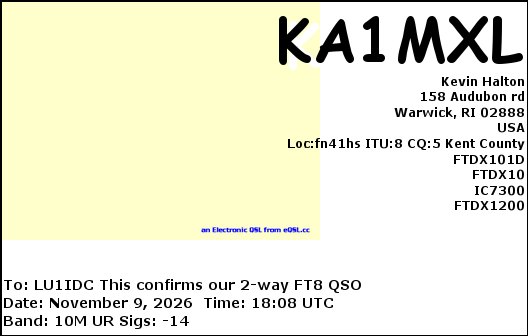 KA1MXL
Kevin Halton
158 Audubon rd
Warwick, RI 02888
USA
Loc:fn41hs ITU:8 CQ:5 Kent County
FTDX101D
FTDX10
IC7300
FTDX1200
an Electronic QSL from eQSL.cc
To: LU1IDC This confirms our 2-way FT8 QSO
Date: November 9, 2026 Time: 18:08 UTC
Band: 10M UR Sigs: -14